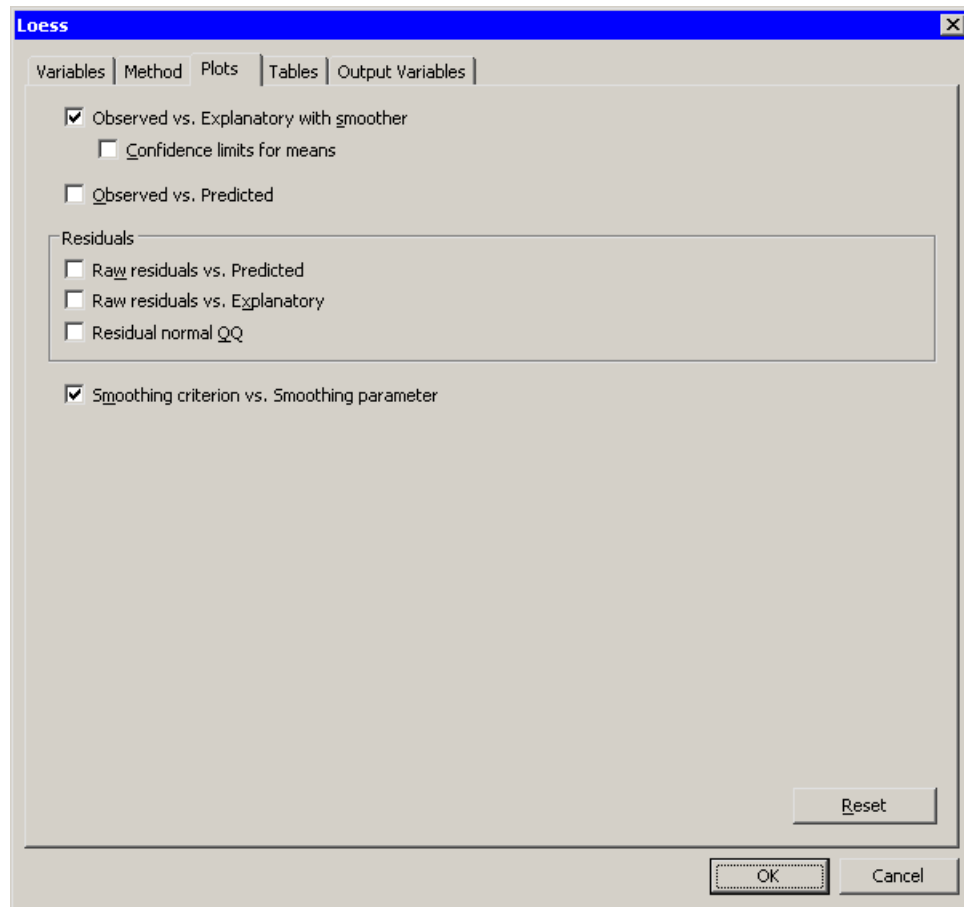 Loess
Variables Method Plots Tables Output Variables
Observed vs. Explanatory with smoother
Confidence limits for means
Observed vs. Predicted
Residuals
Raw residuals vs. Predicted
Raw residuals vs. Explanatory
Residual normal QQ
Smoothing criterion vs. Smoothing parameter
Reset
OK Cancel